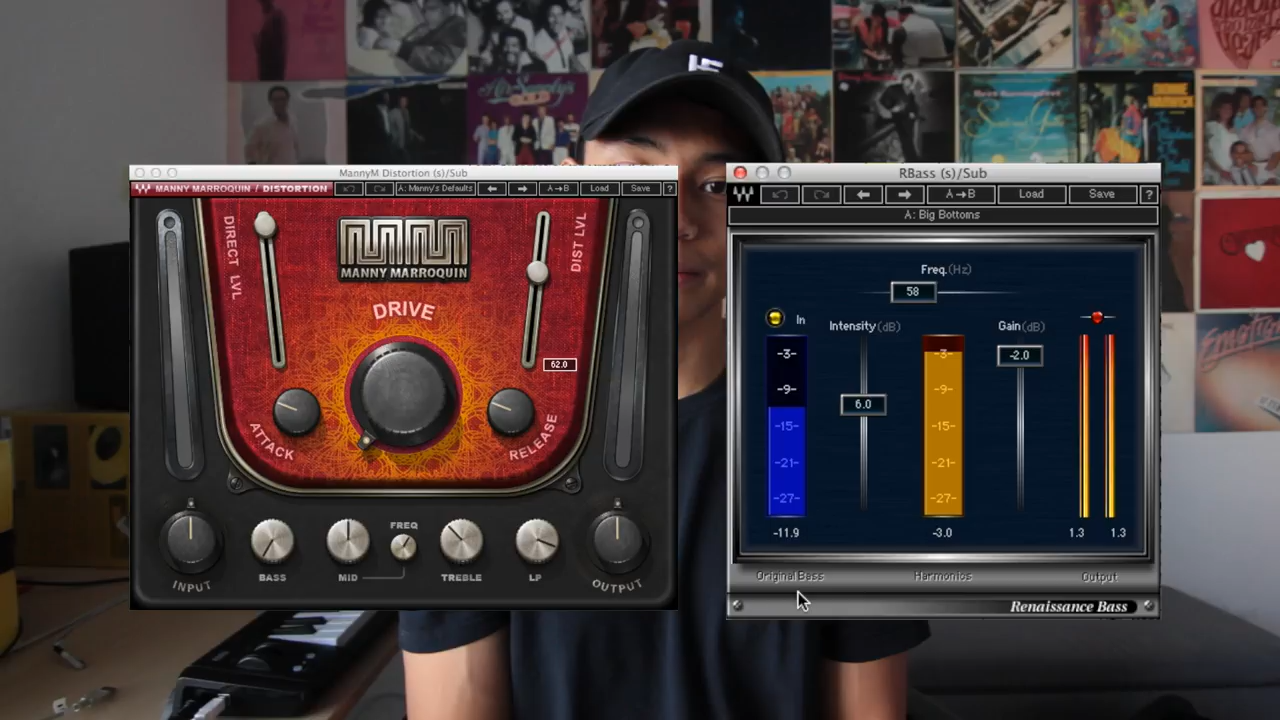 MannyM Distortion (s)/Sub
MANNY MARROQUIN / DISTORTION
A: Manny's Defaults
A→B
Load
Save
?
DIRECT LVL
DIST LVL
MANNY MARROQUIN
DRIVE
62.0
ATTACK
RELEASE
FREQ
INPUT
BASS
MID
TREBLE
LP
OUTPUT
RBass (s)/Sub
A→B
Load
Save
?
A: Big Bottoms
Freq.(Hz)
58
In
Intensity(dB)
Gain(dB)
-3-
-9-
-15-
-21-
-27-
6.0
-3-
-9-
-15-
-21-
-27-
-2.0
-11.9
-3.0
1.3
1.3
Original Bass
Harmonics
Output
Renaissance Bass